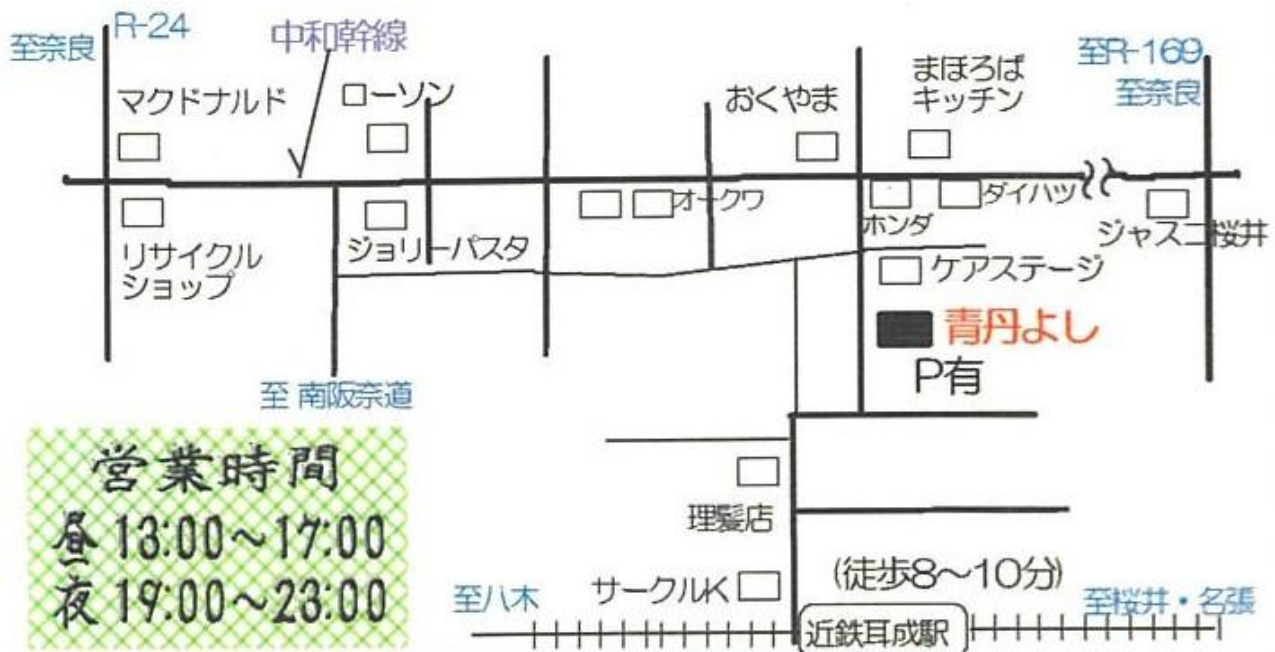 至奈良
R-24
中和幹線
至R-169
至奈良
マクドナルド
ローソン
おくやま
まほろば
キッチン
オークワ
ホンダ
ダイハツ
ジャスコ桜井
リサイクル
ショップ
ジョリーパスタ
ケアステージ
青丹よし
P有
至 南阪奈道
営業時間
昼 13:00～17:00
夜 19:00～23:00
理髪店
(徒歩8～10分)
至八木
サークルK
至桜井・名張
近鉄耳成駅